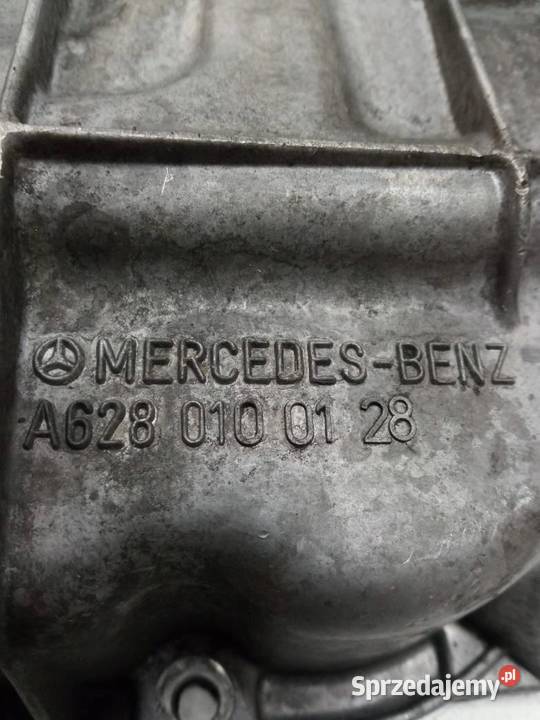 MERCEDES-BENZ
A628 010 01 28
Sprzedajemy.pl